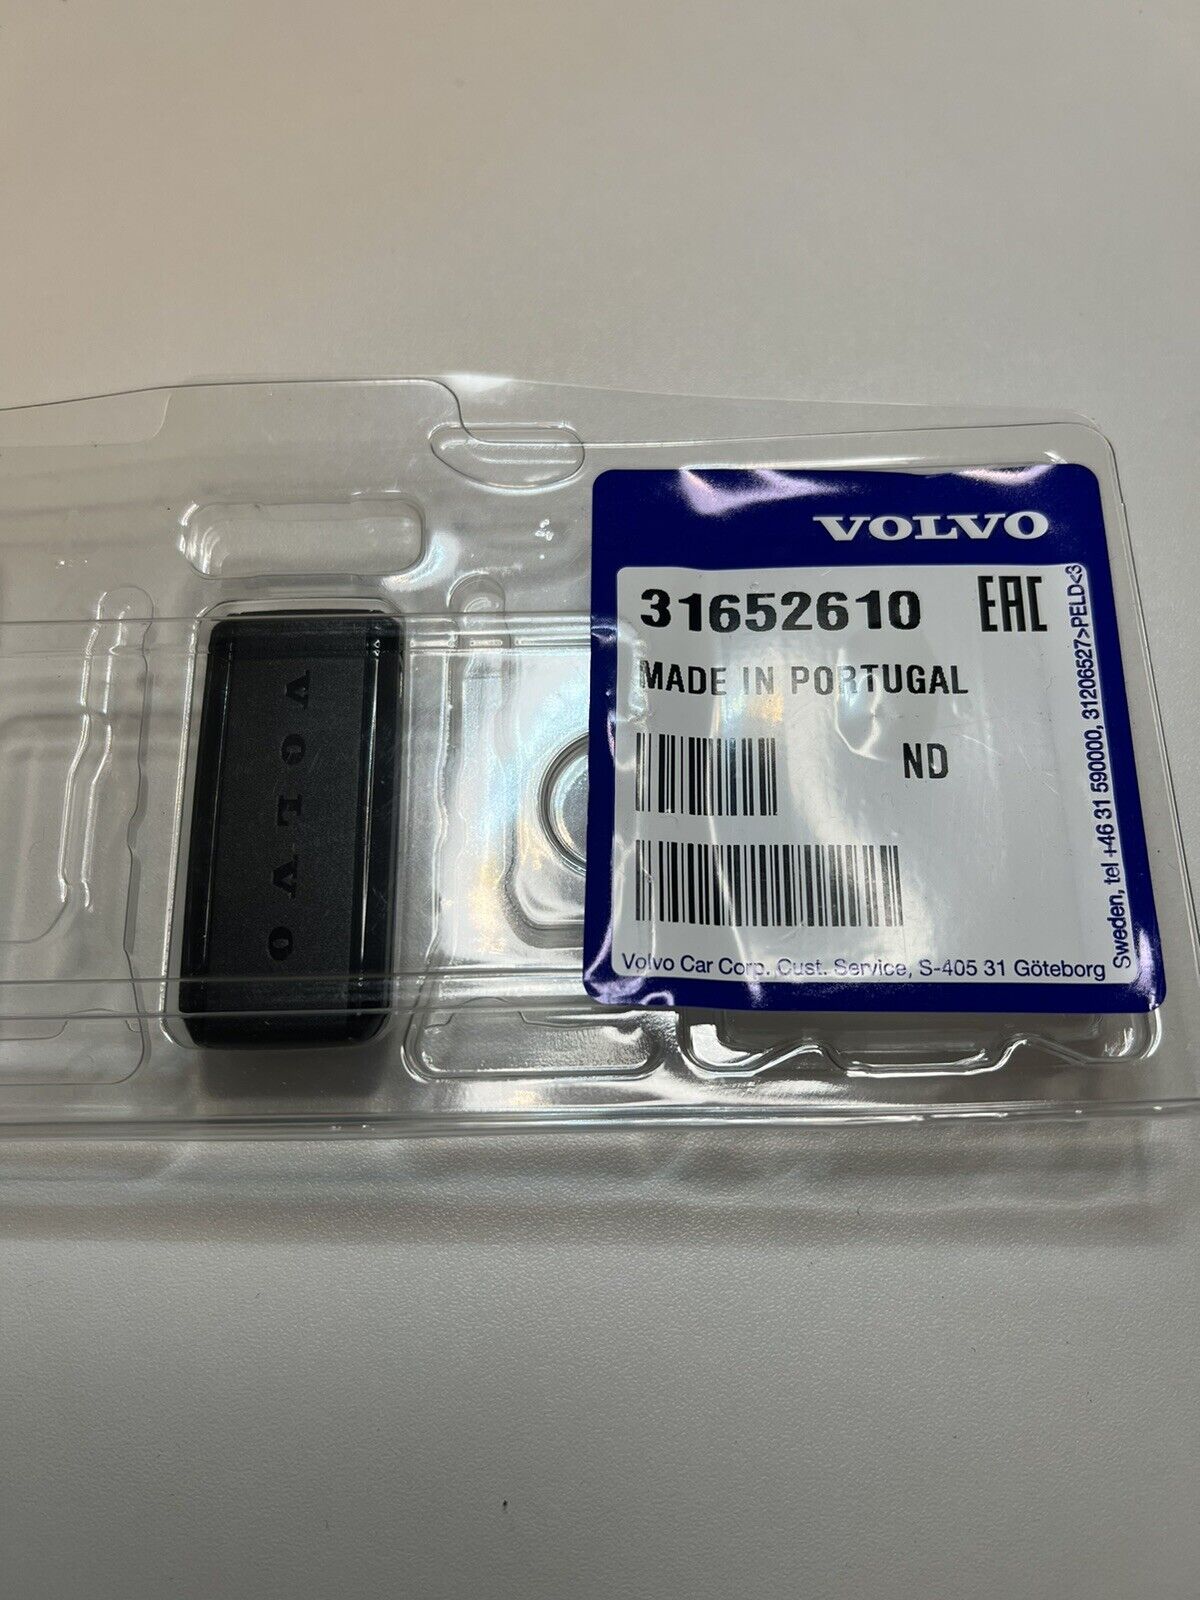 VOLVO
VOLVO
31652610
EAC
MADE IN PORTUGAL
ND
Volvo Car Corp. Cust. Service, S-405 31 Göteborg
Sweden, tel +46 31 590000, 31206527>PELD<3